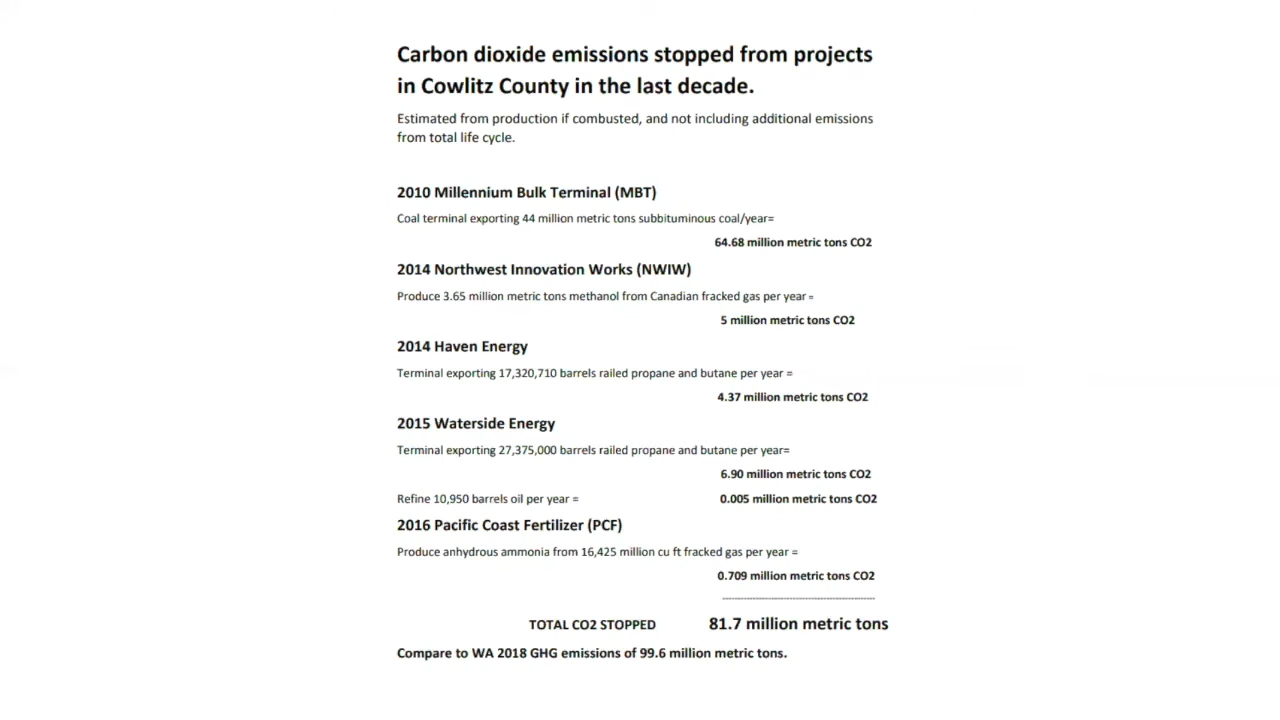 Carbon dioxide emissions stopped from projects
in Cowlitz County in the last decade.
Estimated from production if combusted, and not including additional emissions
from total life cycle.
2010 Millennium Bulk Terminal (MBT)
Coal terminal exporting 44 million metric tons subbituminous coal/year=
64.68 million metric tons CO2
2014 Northwest Innovation Works (NWIW)
Produce 3.65 million metric tons methanol from Canadian fracked gas per year =
5 million metric tons CO2
2014 Haven Energy
Terminal exporting 17,320,710 barrels railed propane and butane per year =
4.37 million metric tons CO2
2015 Waterside Energy
Terminal exporting 27,375,000 barrels railed propane and butane per year=
6.90 million metric tons CO2
Refine 10,950 barrels oil per year = 0.005 million metric tons CO2
2016 Pacific Coast Fertilizer (PCF)
Produce anhydrous ammonia from 16,425 million cu ft fracked gas per year =
0.709 million metric tons CO2
TOTAL CO2 STOPPED 81.7 million metric tons
Compare to WA 2018 GHG emissions of 99.6 million metric tons.